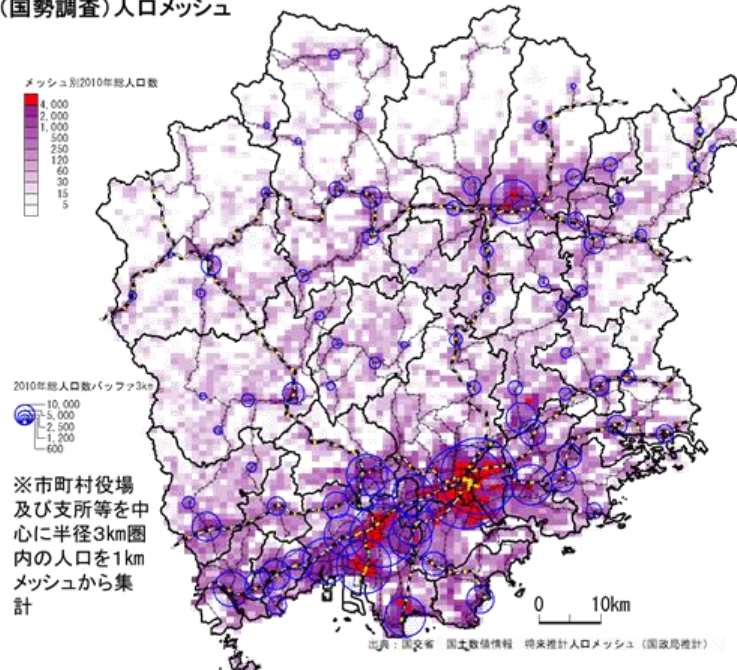 (国勢調査)人口メッシュ
メッシュ別2010年総人口数
4,000
2,000
1,000
500
250
120
60
30
15
5
2010年総人口数バッファ3km
10,000
5,000
2,500
1,200
600
※市町村役場
及び支所等を中
心に半径3km圏
内の人口を1km
メッシュから集
計
0 10km
出典:国交省 国土数値情報 将来推計人口メッシュ(国政局推計)